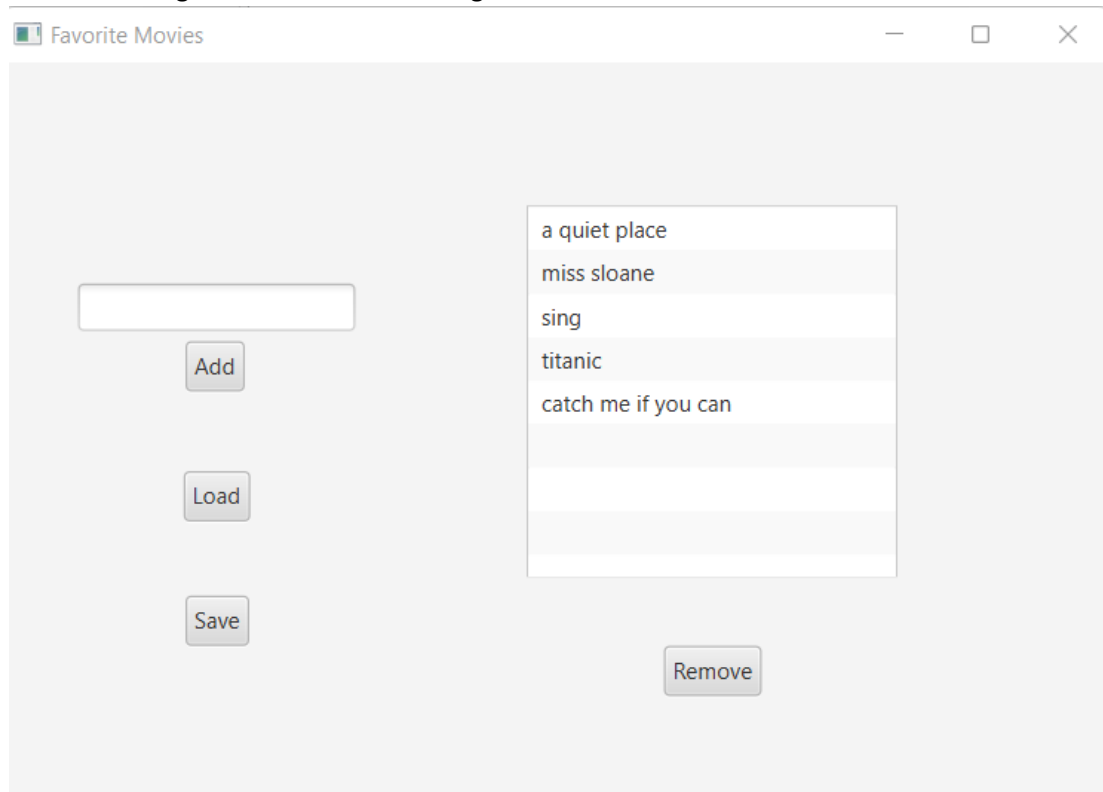 Favorite Movies
a quiet place
miss sloane
sing
titanic
catch me if you can
Add
Load
Save
Remove